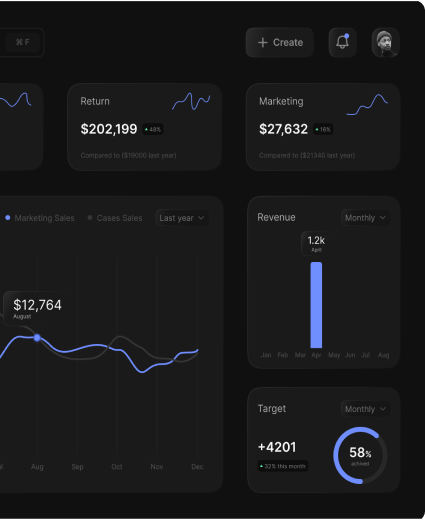 ⌘ F
+ Create
Return
$202,199
48%
Compared to ($19000 last year)
Marketing
$27,632
16%
Compared to ($21340 last year)
Marketing Sales
Cases Sales
Last year
$12,764
August
Aug Sep Oct Nov Dec
Revenue
Monthly
1.2k
April
Jan Feb Mar Apr May Jun Jul Aug
Target
Monthly
+4201
32% this month
58%
achived